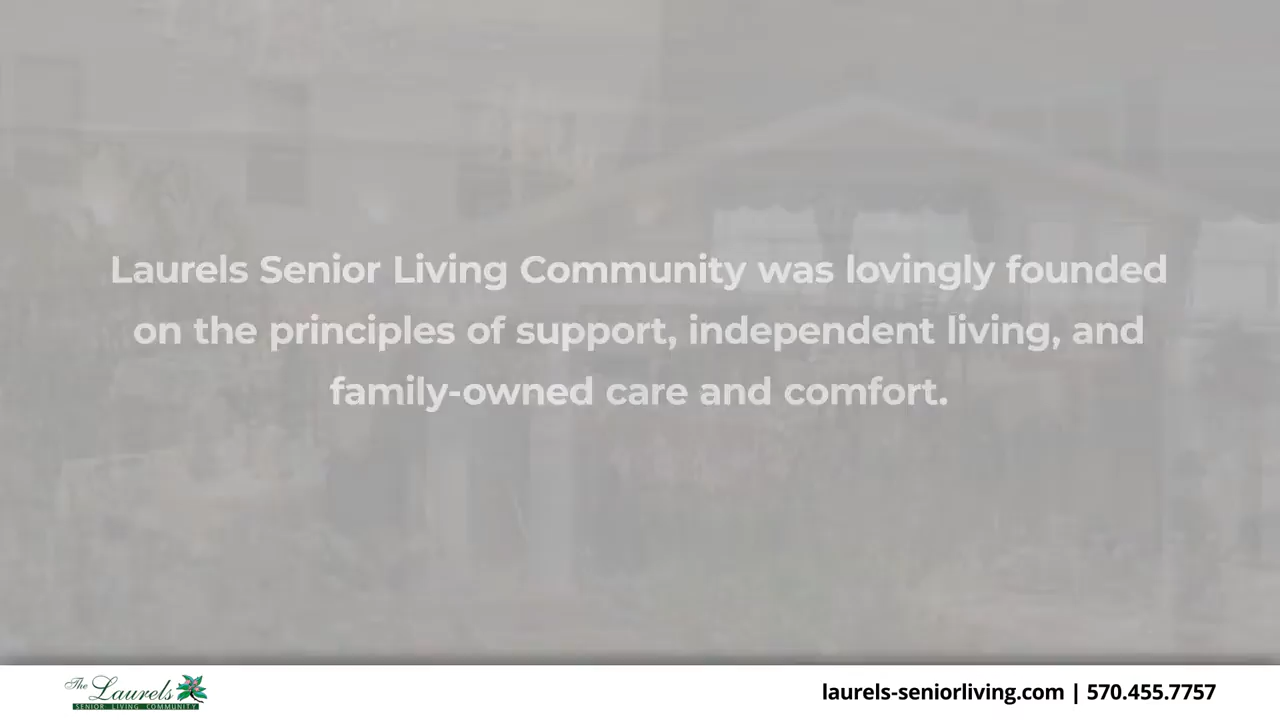 Laurels Senior Living Community was lovingly founded
on the principles of support, independent living, and
family-owned care and comfort.
The Laurels
SENIOR LIVING COMMUNITY
laurels-seniorliving.com | 570.455.7757